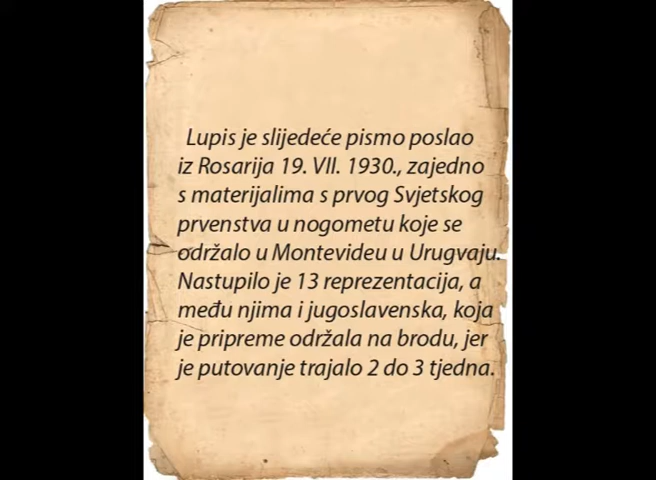 Lupis je slijedeće pismo poslao
iz Rosarija 19. VII. 1930., zajedno
s materijalima s prvog Svjetskog
prvenstva u nogometu koje se
održalo u Montevideu u Urugvaju.
Nastupilo je 13 reprezentacija, a
među njima i jugoslavenska, koja
je pripreme održala na brodu, jer
je putovanje trajalo 2 do 3 tjedna.